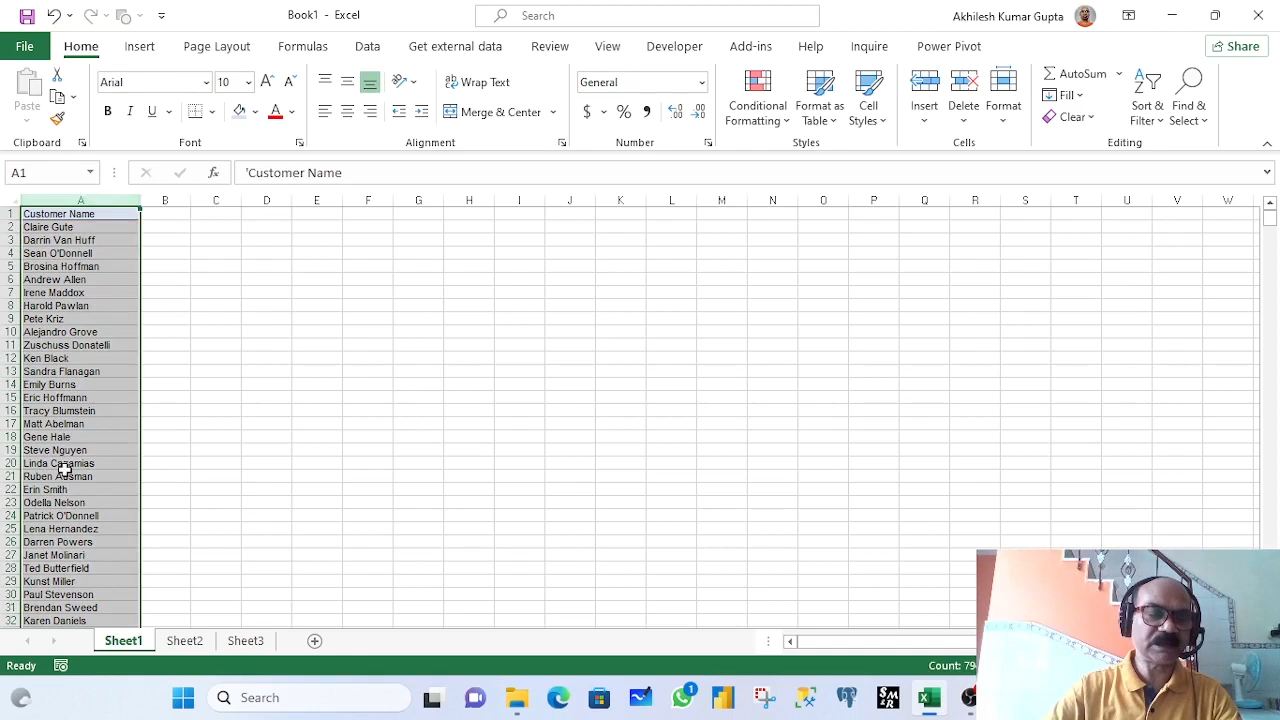 Book1 - Excel
Search
Akhilesh Kumar Gupta
File Home Insert Page Layout Formulas Data Get external data Review View Developer Add-ins Help Inquire Power Pivot Share
Paste
Clipboard
Arial 10
B I U
Font
Wrap Text
Merge & Center
Alignment
General
$ % ,
Number
Conditional Formatting
Format as Table
Cell Styles
Styles
Insert Delete Format
Cells
AutoSum
Fill
Clear
Sort & Filter
Find & Select
Editing
A1 fx 'Customer Name
A B C D E F G H I J K L M N O P Q R S T U V W
1 Customer Name
2 Claire Gute
3 Darrin Van Huff
4 Sean O'Donnell
5 Brosina Hoffman
6 Andrew Allen
7 Irene Maddox
8 Harold Pawlan
9 Pete Kriz
10 Alejandro Grove
11 Zuschuss Donatelli
12 Ken Black
13 Sandra Flanagan
14 Emily Burns
15 Eric Hoffmann
16 Tracy Blumstein
17 Matt Abelman
18 Gene Hale
19 Steve Nguyen
20 Linda
21 Ruben
22 Erin Smith
23 Odella Nelson
24 Patrick O'Donnell
25 Lena Hernandez
26 Darren Powers
27 Janet Molinari
28 Ted Butterfield
29 Kunst Miller
30 Paul Stevenson
31 Brendan Sweed
32 Karen Daniels
Sheet1 Sheet2 Sheet3
Ready
Count:
Search
1